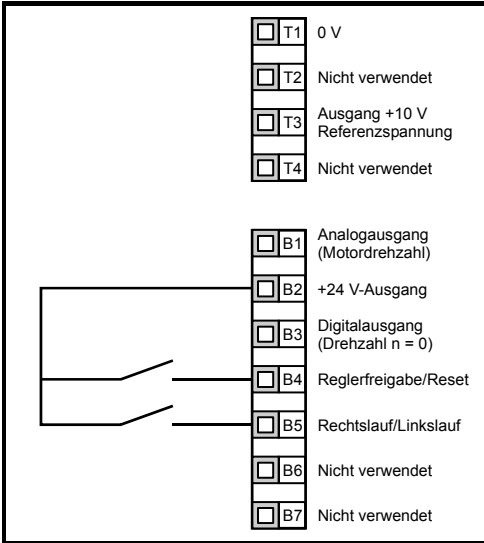 T1 0 V
T2 Nicht verwendet
T3 Ausgang +10 V
Referenzspannung
T4 Nicht verwendet
B1 Analogausgang
(Motordrehzahl)
B2 +24 V-Ausgang
B3 Digitalausgang
(Drehzahl n = 0)
B4 Reglerfreigabe/Reset
B5 Rechtslauf/Linkslauf
B6 Nicht verwendet
B7 Nicht verwendet